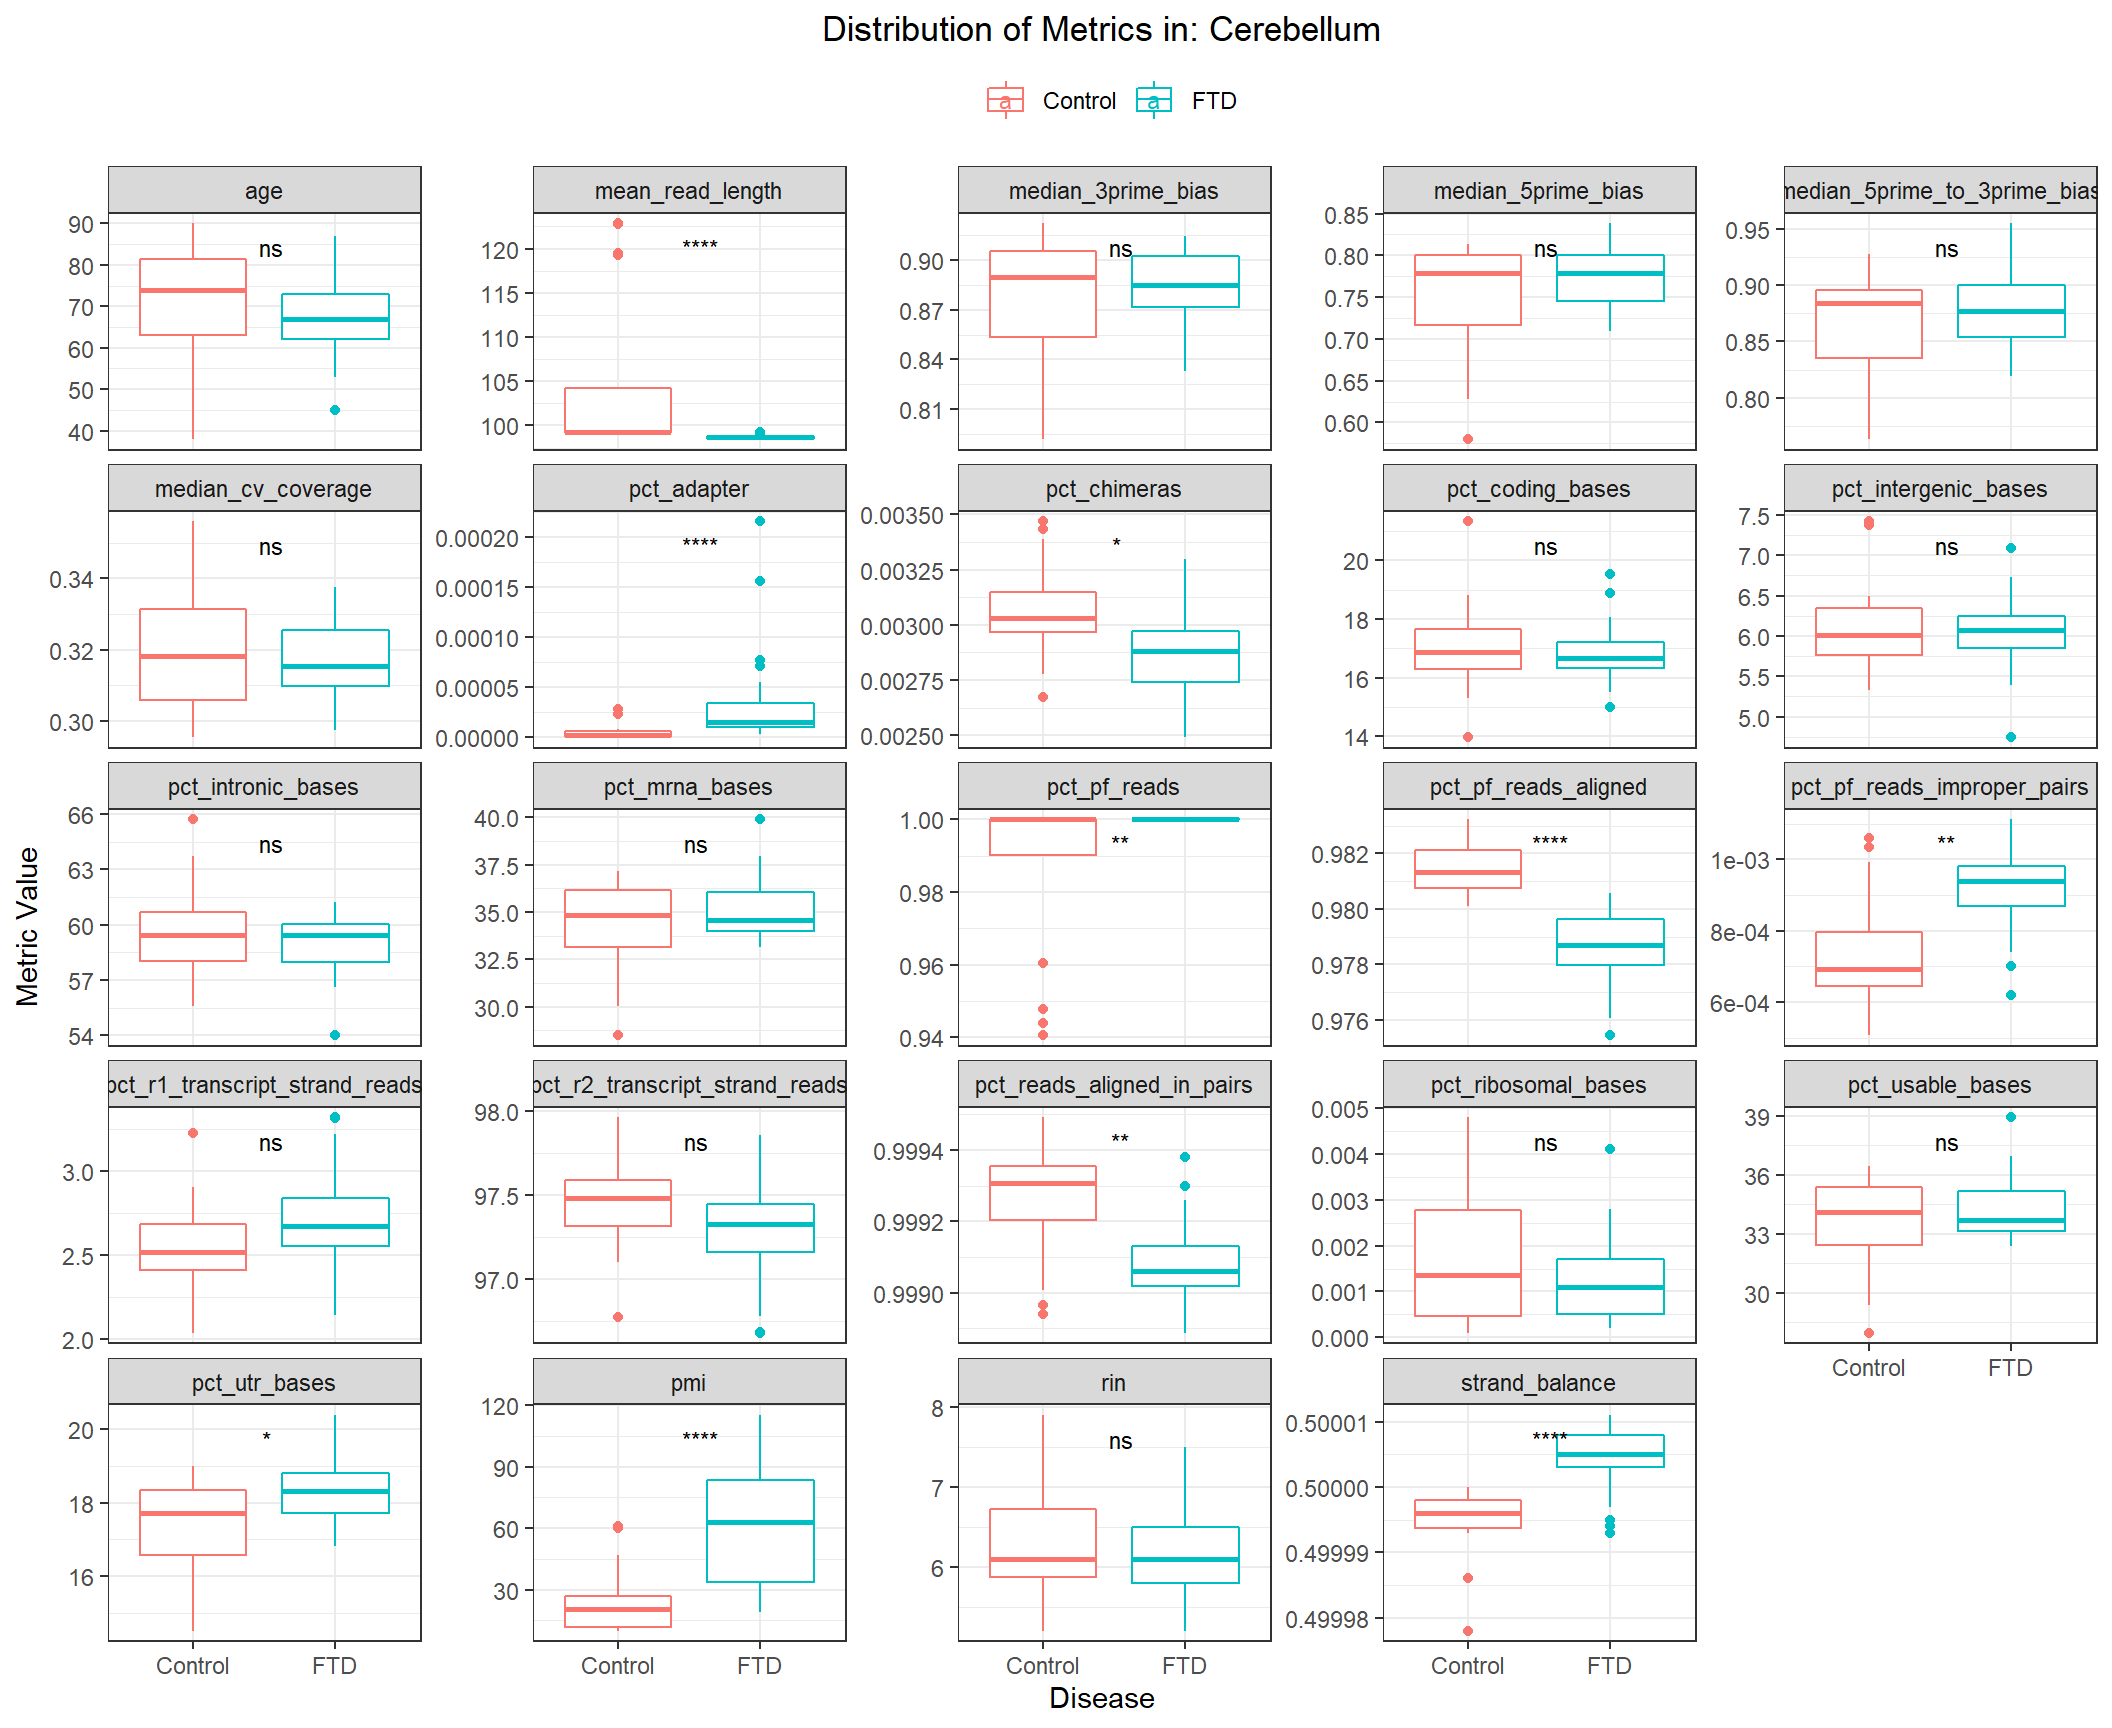 Distribution of Metrics in: Cerebellum
a Control a FTD
age mean_read_length median_3prime_bias median_5prime_bias median_5prime_to_3prime_bias
90 80 70 60 50 40 ns
120 115 110 105 100 ****
0.90 0.87 0.84 0.81 ns
0.85 0.80 0.75 0.70 0.65 0.60 ns
0.95 0.90 0.85 0.80 ns
median_cv_coverage pct_adapter pct_chimeras pct_coding_bases pct_intergenic_bases
0.34 0.32 0.30 ns
0.00020 0.00015 0.00010 0.00005 0.00000 ****
0.00350 0.00325 0.00300 0.00275 0.00250 *
20 18 16 14 ns
7.5 7.0 6.5 6.0 5.5 5.0 ns
pct_intronic_bases pct_mrna_bases pct_pf_reads pct_pf_reads_aligned pct_pf_reads_improper_pairs
66 63 60 57 54 ns
40.0 37.5 35.0 32.5 30.0 ns
1.00 0.98 0.96 0.94 **
0.982 0.980 0.978 0.976 ****
1e-03 8e-04 6e-04 **
pct_r1_transcript_strand_reads pct_r2_transcript_strand_reads pct_reads_aligned_in_pairs pct_ribosomal_bases pct_usable_bases
3.0 2.5 2.0 ns
98.0 97.5 97.0 ns
0.9994 0.9992 0.9990 **
0.005 0.004 0.003 0.002 0.001 0.000 ns
39 36 33 30 ns
Control FTD
pct_utr_bases pmi rin strand_balance
20 18 16 *
120 90 60 30 ****
8 7 6 ns
0.50001 0.50000 0.49999 0.49998 ****
Control FTD Control FTD Control FTD Control FTD
Disease
Metric Value